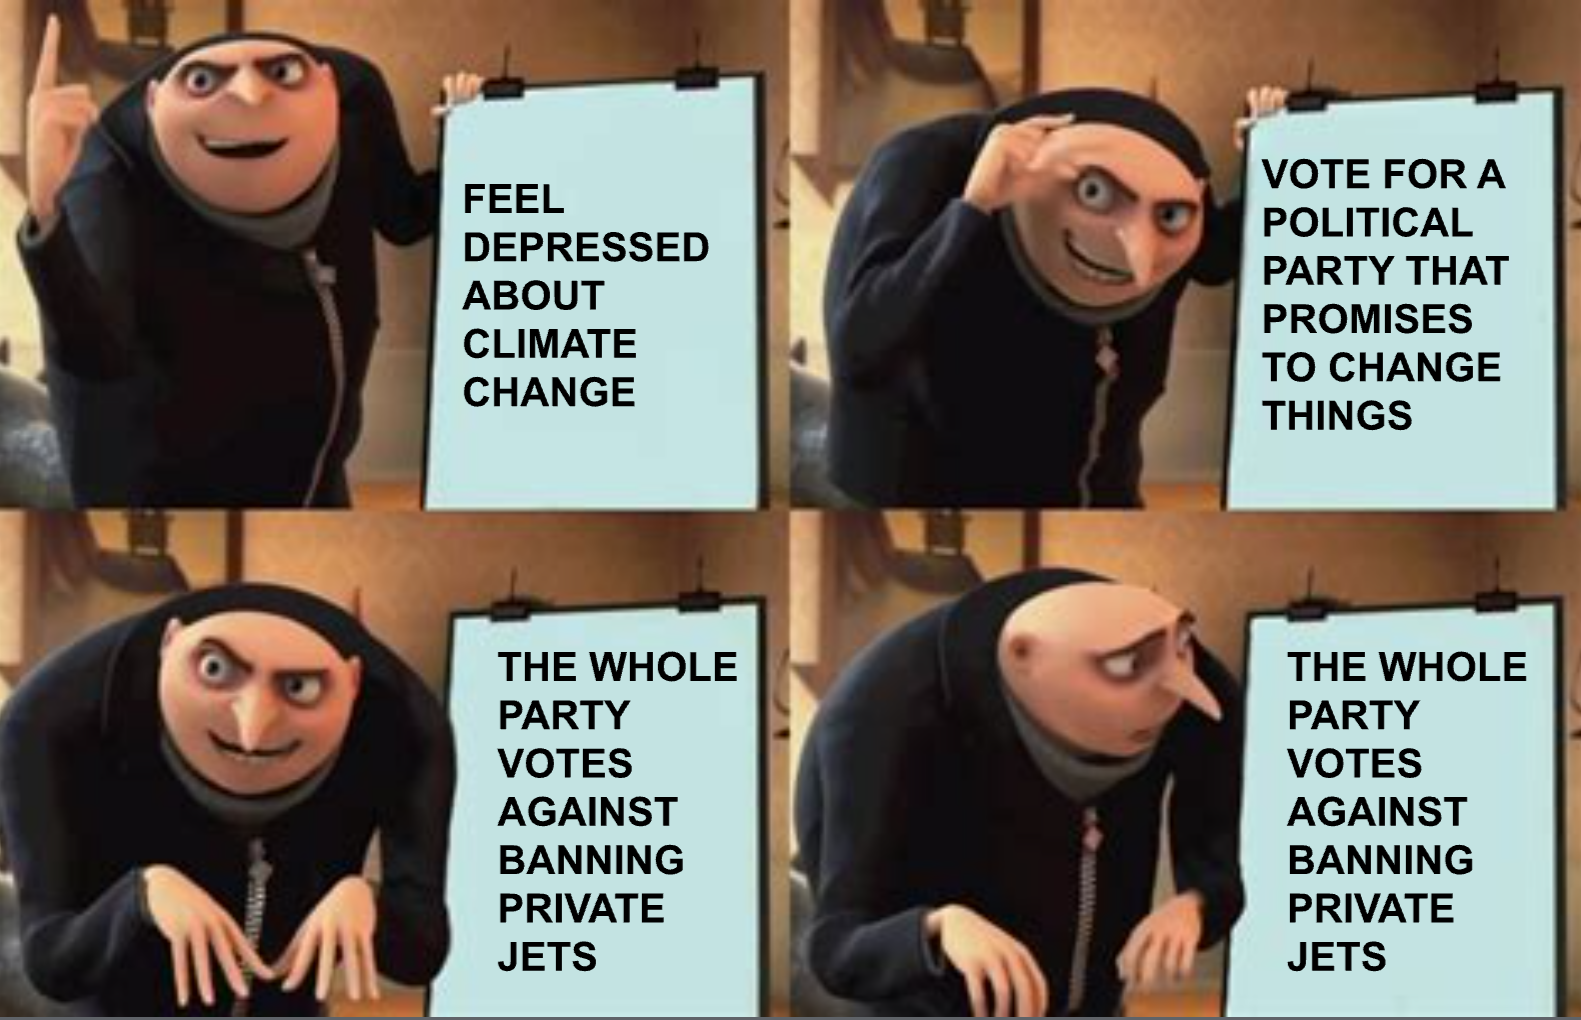 FEEL
DEPRESSED
ABOUT
CLIMATE
CHANGE
VOTE FOR A
POLITICAL
PARTY THAT
PROMISES
TO CHANGE
THINGS
THE WHOLE
PARTY
VOTES
AGAINST
BANNING
PRIVATE
JETS
THE WHOLE
PARTY
VOTES
AGAINST
BANNING
PRIVATE
JETS